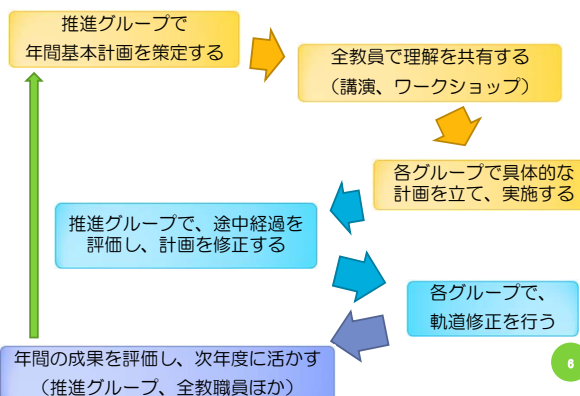 推進グループで
年間基本計画を策定する
全教員で理解を共有する
（講演、ワークショップ）
各グループで具体的な
計画を立て、実施する
推進グループで、途中経過を
評価し、計画を修正する
各グループで、
軌道修正を行う
年間の成果を評価し、次年度に活かす
（推進グループ、全教職員ほか）
6